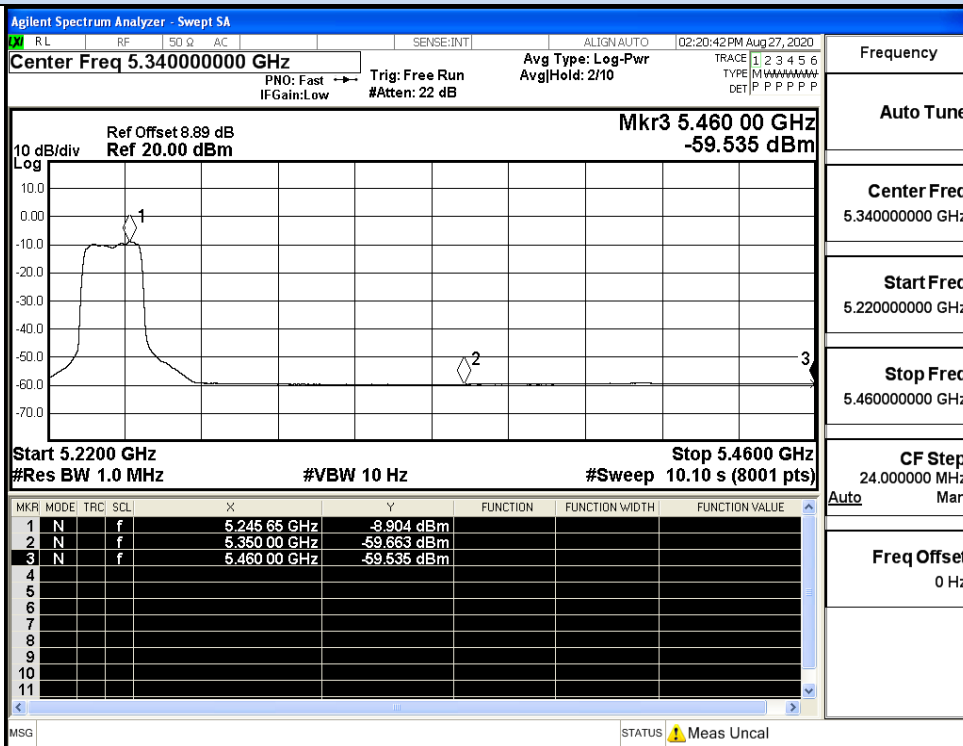 Agilent Spectrum Analyzer - Swept SA
LXI RL RF 50 Ω AC SENSE:INT ALIGN AUTO 02:20:42 PM Aug 27, 2020
Center Freq 5.340000000 GHz
PNO: Fast
IFGain:Low
Trig: Free Run
#Atten: 22 dB
Avg Type: Log-Pwr
Avg|Hold: 2/10
TRACE 1 2 3 4 5 6
TYPE M WWWWW
DET P P P P P P
Ref Offset 8.89 dB
10 dB/div Ref 20.00 dBm
Log
Mkr3 5.460 00 GHz
-59.535 dBm
10.0
0.00
-10.0
-20.0
-30.0
-40.0
-50.0
-60.0
-70.0
1
2
3
Start 5.2200 GHz Stop 5.4600 GHz
#Res BW 1.0 MHz #VBW 10 Hz #Sweep 10.10 s (8001 pts)
MKR MODE TRC SCL X Y FUNCTION FUNCTION WIDTH FUNCTION VALUE
1 N f 5.245 65 GHz -8.904 dBm
2 N f 5.350 00 GHz -59.663 dBm
3 N f 5.460 00 GHz -59.535 dBm
4
5
6
7
8
9
10
11
MSG STATUS Meas Uncal
Frequency
Auto Tune
Center Freq
5.340000000 GHz
Start Freq
5.220000000 GHz
Stop Freq
5.460000000 GHz
CF Step
24.000000 MHz
Auto Man
Freq Offset
0 Hz